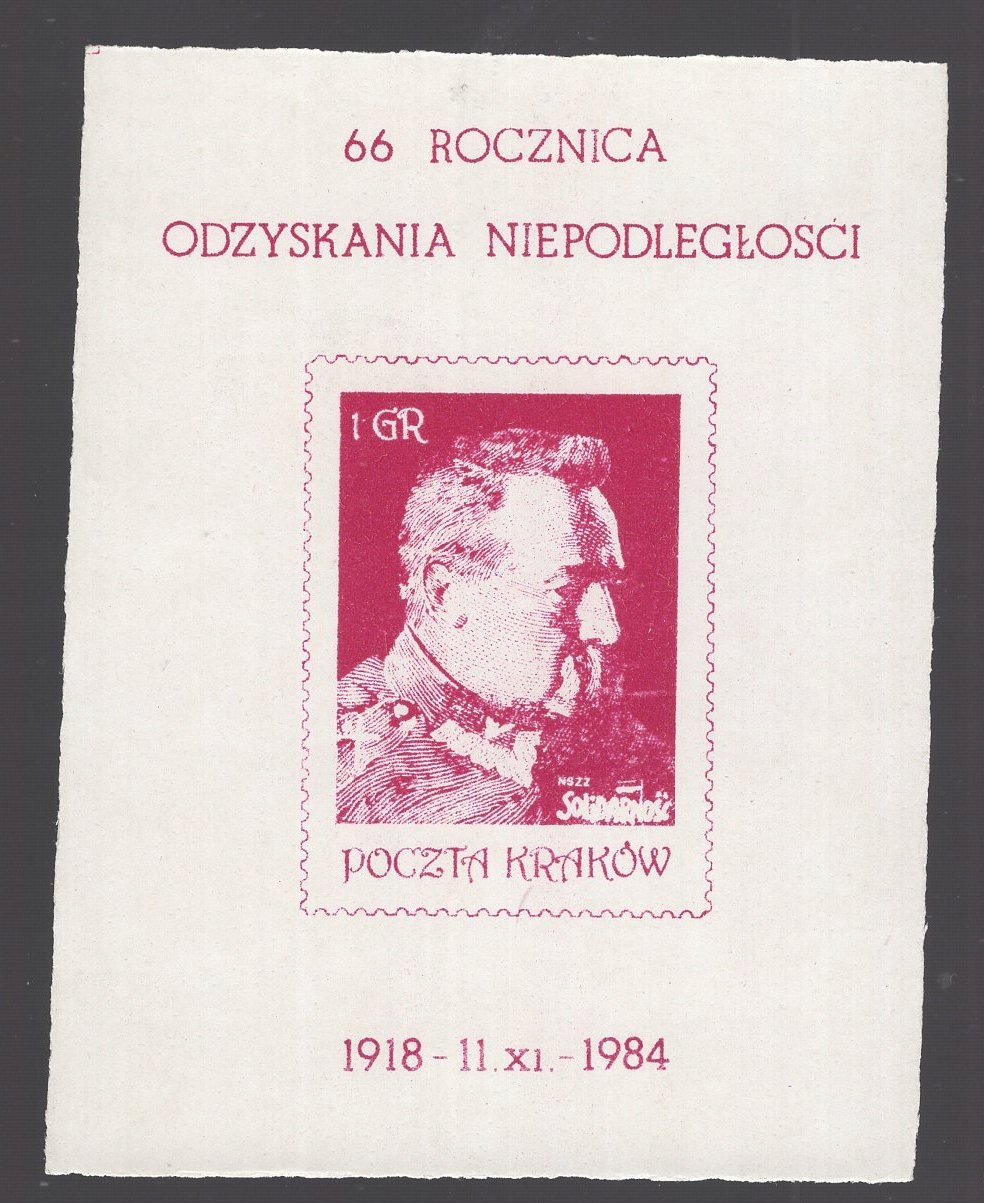 66 ROCZNICA
ODZYSKANIA NIEPODLEGŁOŚCI
1 GR
NSZZ
SOLIDARNOŚĆ
POCZTA KRAKÓW
1918 - 11.XI. - 1984